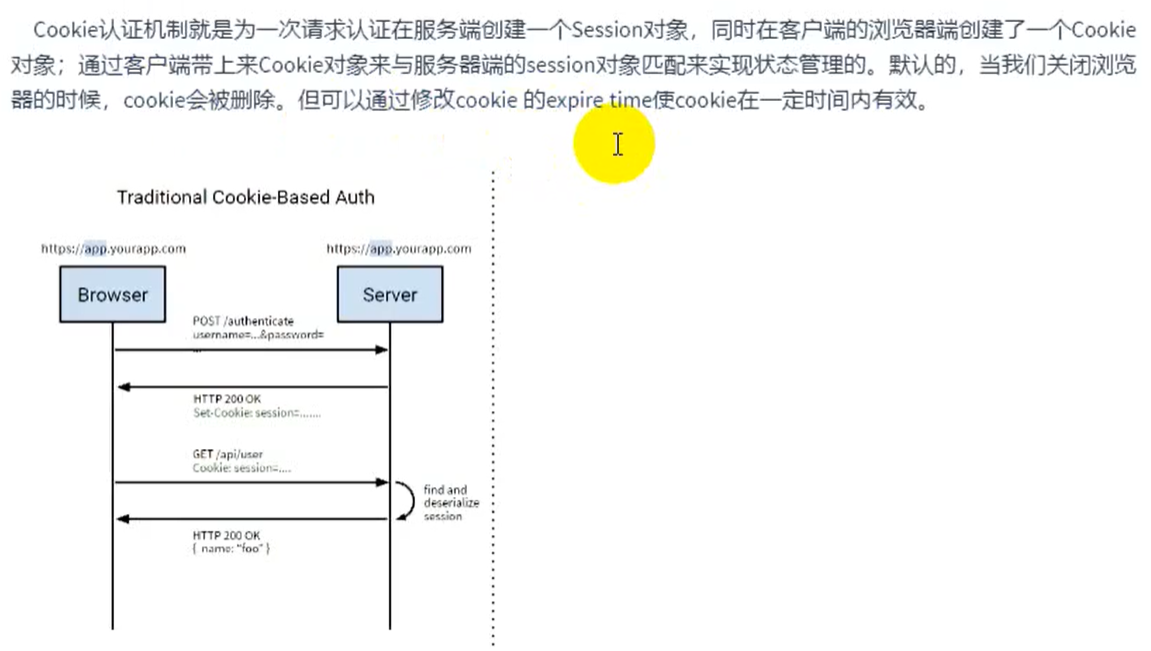 Cookie认证机制就是为一次请求认证在服务端创建一个Session对象，同时在客户端的浏览器端创建了一个Cookie
对象；通过客户端带上来Cookie对象来与服务器端的session对象匹配来实现状态管理的。默认的，当我们关闭浏览
器的时候，cookie会被删除。但可以通过修改cookie 的expire time使cookie在一定时间内有效。
Traditional Cookie-Based Auth
https://app.yourapp.com
https://app.yourapp.com
Browser
Server
POST /authenticate
username=...&password=
...
HTTP 200 OK
Set-Cookie: session=.......
GET /api/user
Cookie: session=....
find and
deserialize
session
HTTP 200 OK
{ name: "foo" }